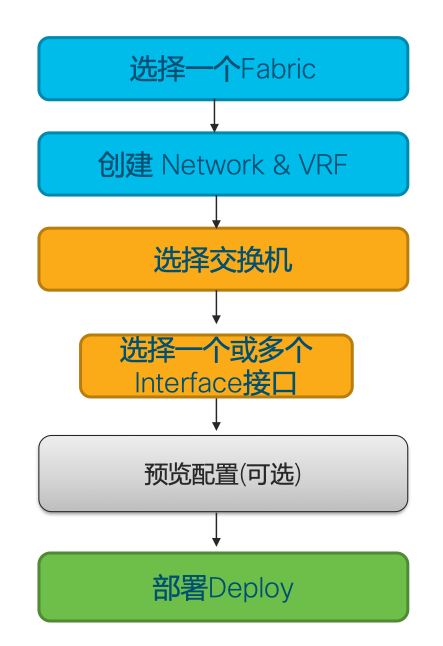 选择一个Fabric
创建 Network & VRF
选择交换机
选择一个或多个
Interface接口
预览配置(可选)
部署Deploy